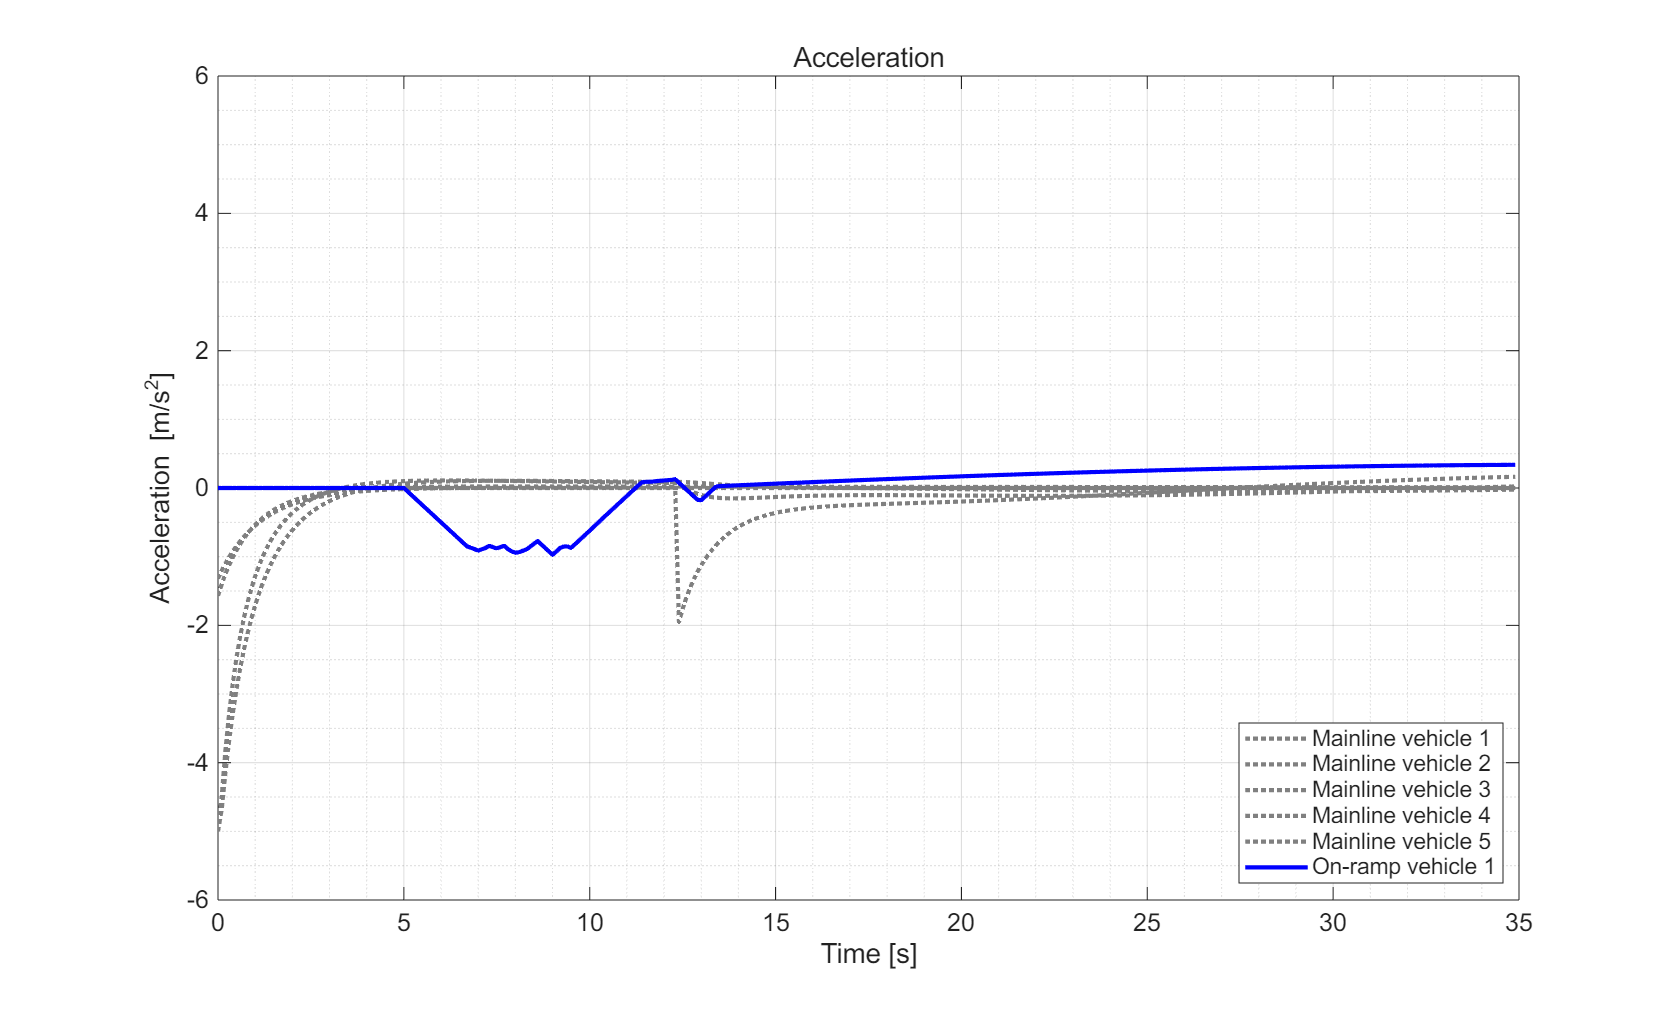 Acceleration
6
4
2
0
-2
-4
-6
Acceleration [m/s²]
0 5 10 15 20 25 30 35
Time [s]
Mainline vehicle 1
Mainline vehicle 2
Mainline vehicle 3
Mainline vehicle 4
Mainline vehicle 5
On-ramp vehicle 1